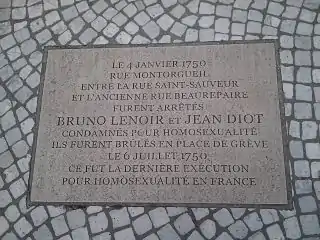 LE 4 JANVIER 1750
RUE MONTORGUEIL
ENTRE LA RUE SAINT-SAUVEUR
ET L'ANCIENNE RUE BEAUREPAIRE
FURENT ARRÊTÉS
BRUNO LENOIR ET JEAN DIOT
CONDAMNÉS POUR HOMOSEXUALITÉ
ILS FURENT BRÛLÉS EN PLACE DE GRÈVE
LE 6 JUILLET 1750
CE FUT LA DERNIÈRE EXÉCUTION
POUR HOMOSEXUALITÉ EN FRANCE